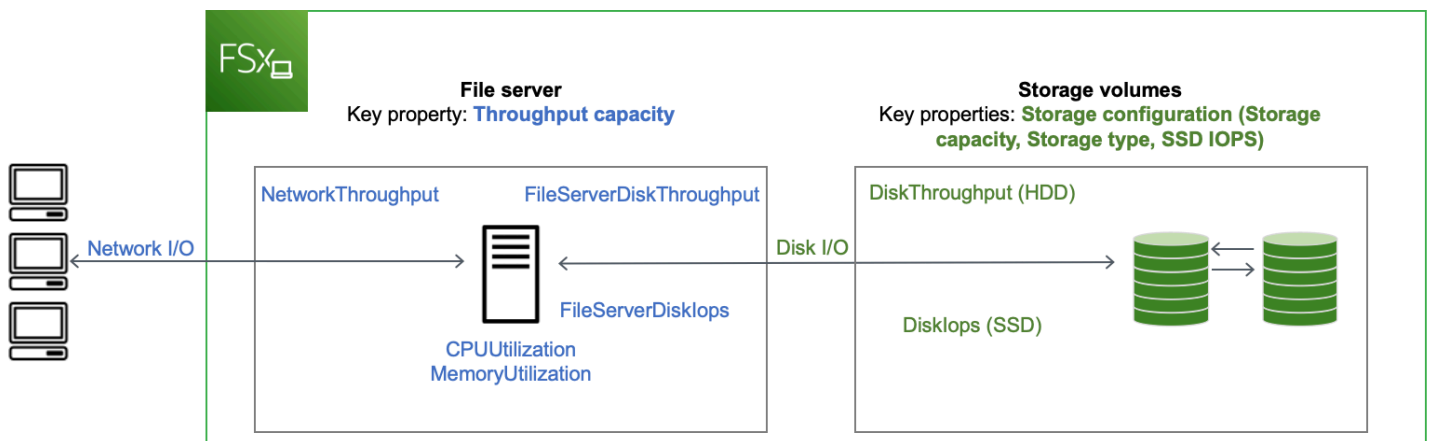 FSx
File server
Key property: Throughput capacity
Storage volumes
Key properties: Storage configuration (Storage
capacity, Storage type, SSD IOPS)
NetworkThroughput
FileServerDiskThroughput
DiskThroughput (HDD)
Network I/O
Disk I/O
FileServerDiskIops
DiskIops (SSD)
CPUUtilization
MemoryUtilization